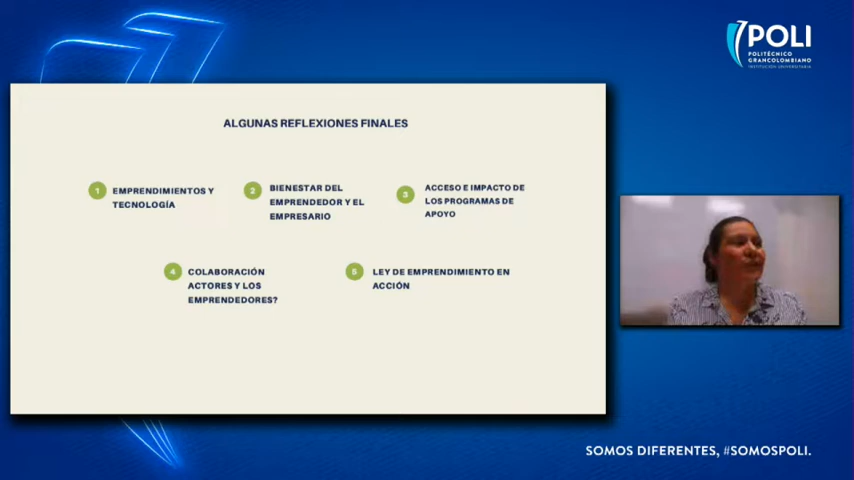 POLI
POLITÉCNICO
GRANCOLOMBIANO
INSTITUCIÓN UNIVERSITARIA
ALGUNAS REFLEXIONES FINALES
1 EMPRENDIMIENTOS Y
TECNOLOGÍA
2 BIENESTAR DEL
EMPRENDEDOR Y EL
EMPRESARIO
3 ACCESO E IMPACTO DE
LOS PROGRAMAS DE
APOYO
4 COLABORACIÓN
ACTORES Y LOS
EMPRENDEDORES?
5 LEY DE EMPRENDIMIENTO EN
ACCIÓN
SOMOS DIFERENTES, #SOMOSPOLI.